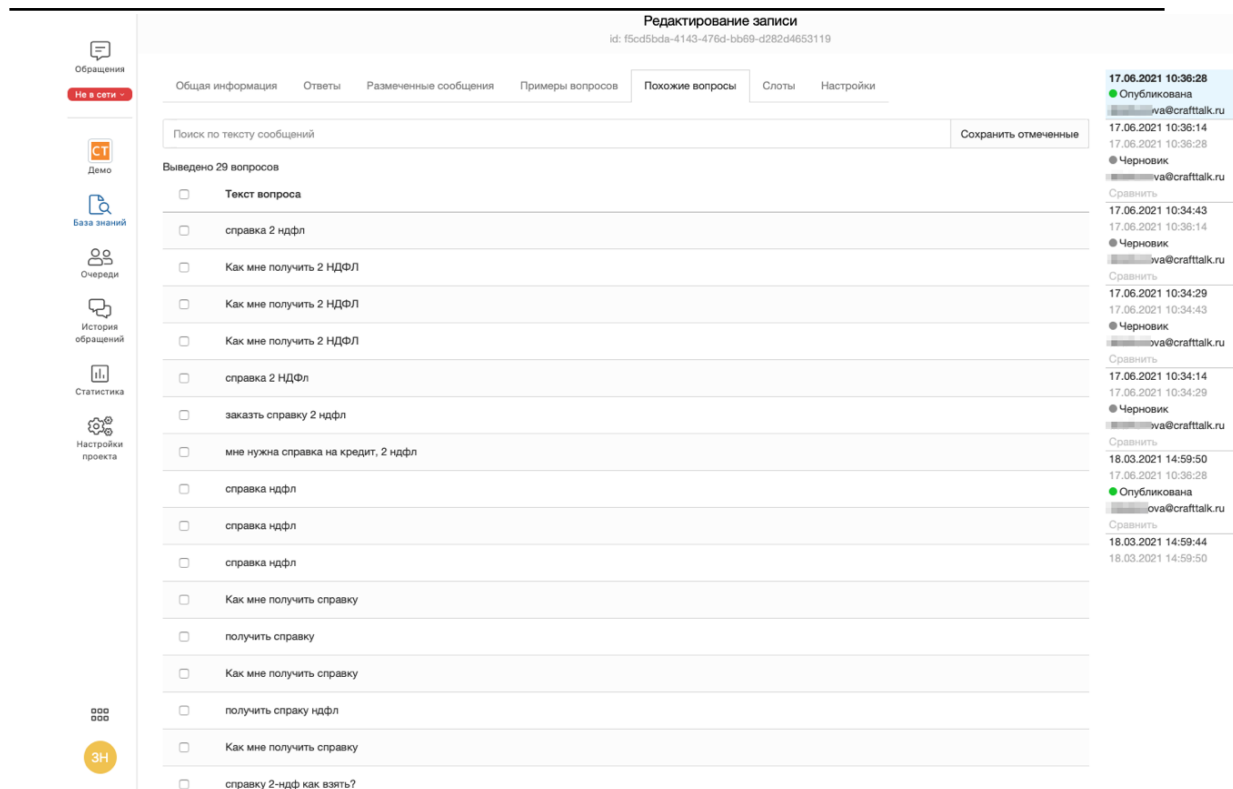 Редактирование записи
id: f5cd5bda-4143-476d-bb69-d282d4653119
Обращения
Не в сети
СТ
Демо
База знаний
Очереди
История
обращений
Статистика
Настройки
проекта
ЗН
Общая информация Ответы Размеченные сообщения Примеры вопросов Похожие вопросы Слоты Настройки
Поиск по тексту сообщений Сохранить отмеченные
Выведено 29 вопросов
Текст вопроса
справка 2 ндфл
Как мне получить 2 НДФЛ
Как мне получить 2 НДФЛ
Как мне получить 2 НДФЛ
справка 2 НДФл
заказть справку 2 ндфл
мне нужна справка на кредит, 2 ндфл
справка ндфл
справка ндфл
справка ндфл
Как мне получить справку
получить справку
Как мне получить справку
получить спраку ндфл
Как мне получить справку
справку 2-ндф как взять?
17.06.2021 10:36:28
Опубликована
va@crafttalk.ru
17.06.2021 10:36:14
17.06.2021 10:36:28
Черновик
va@crafttalk.ru
Сравнить
17.06.2021 10:34:43
17.06.2021 10:36:14
Черновик
va@crafttalk.ru
Сравнить
17.06.2021 10:34:29
17.06.2021 10:34:43
Черновик
ova@crafttalk.ru
Сравнить
17.06.2021 10:34:14
17.06.2021 10:34:29
Черновик
va@crafttalk.ru
Сравнить
18.03.2021 14:59:50
17.06.2021 10:36:28
Опубликована
ova@crafttalk.ru
Сравнить
18.03.2021 14:59:44
18.03.2021 14:59:50